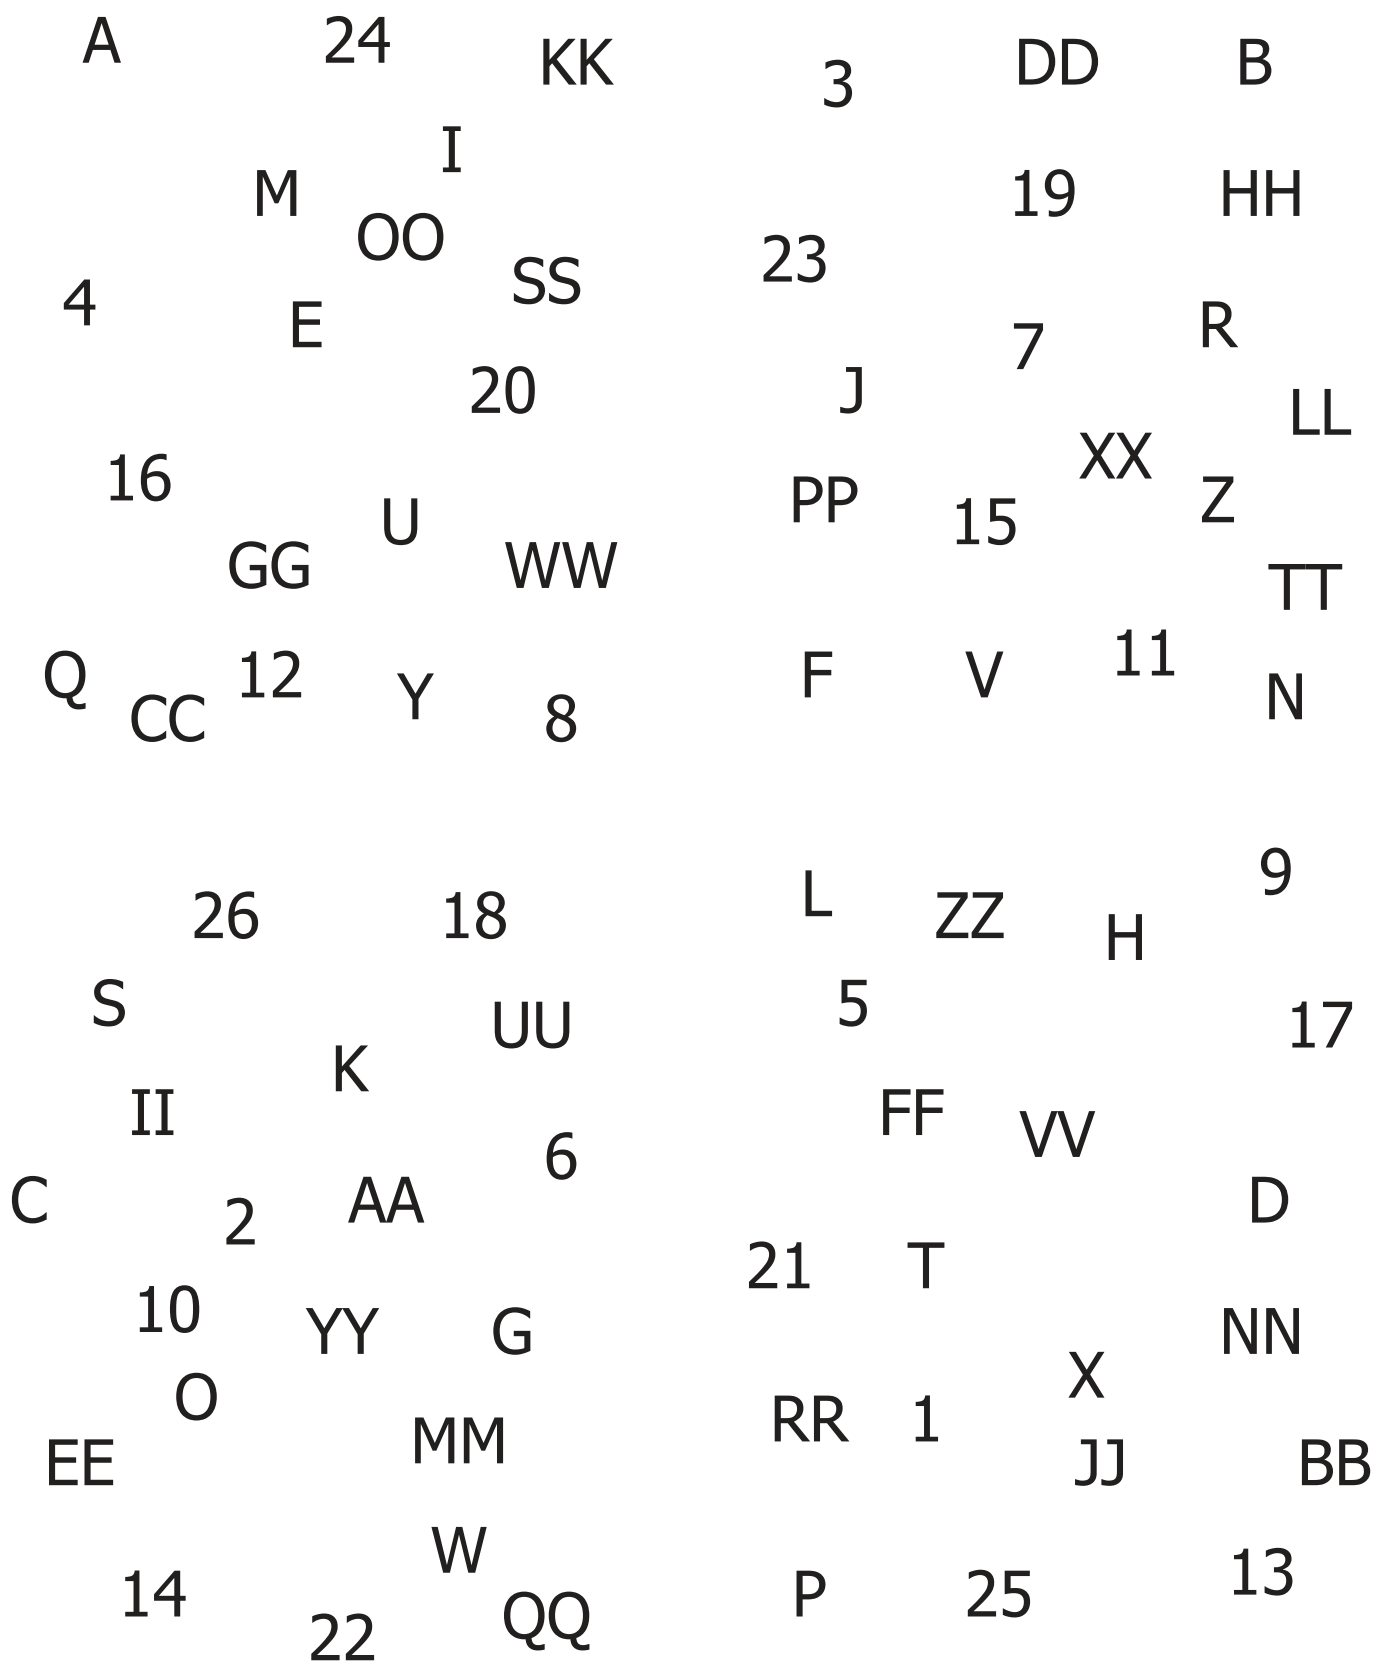 A 24 KK 3 DD B
I
M 19 HH
OO 23
4 SS
E 7 R
20 J LL
16 XX
U PP 15 Z
GG WW TT
Q 12 F V 11 N
CC Y 8
9
26 18 L ZZ H
S UU 5 17
K
II FF VV
6
C 2 AA D
21 T
10 YY G NN
O X
MM RR 1
EE JJ BB
W
14 P 25 13
22 QQ